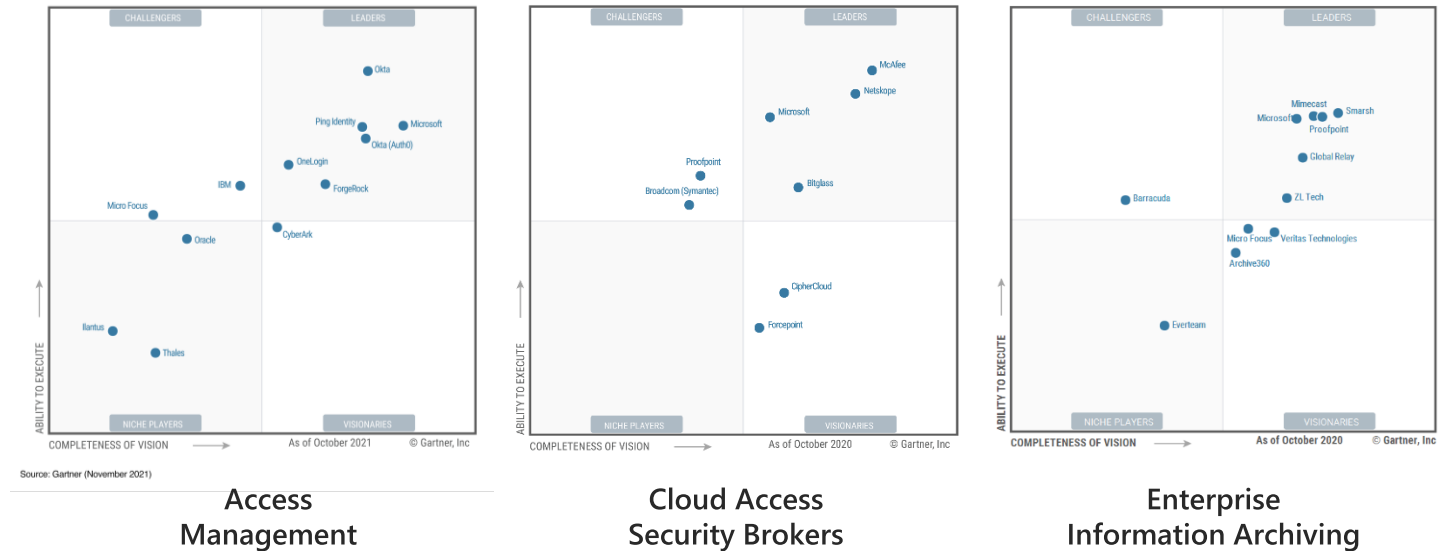 CHALLENGERS
LEADERS
Okta
Ping Identity
Microsoft
Okta (Auth0)
OneLogin
ForgeRock
IBM
Micro Focus
Oracle
CyberArk
Ilantus
Thales
ABILITY TO EXECUTE
NICHE PLAYERS
VISIONARIES
COMPLETENESS OF VISION
As of October 2021
© Gartner, Inc
Source: Gartner (November 2021)
Access
Management
CHALLENGERS
LEADERS
McAfee
Netskope
Microsoft
Proofpoint
Bitglass
Broadcom (Symantec)
CipherCloud
Forcepoint
ABILITY TO EXECUTE
NICHE PLAYERS
VISIONARIES
COMPLETENESS OF VISION
As of October 2020
© Gartner, Inc
Cloud Access
Security Brokers
CHALLENGERS
LEADERS
Mimecast
Smarsh
Microsoft
Proofpoint
Global Relay
Barracuda
ZL Tech
Micro Focus
Veritas Technologies
Archive360
Everteam
ABILITY TO EXECUTE
NICHE PLAYERS
VISIONARIES
COMPLETENESS OF VISION
As of October 2020
© Gartner, Inc
Enterprise
Information Archiving